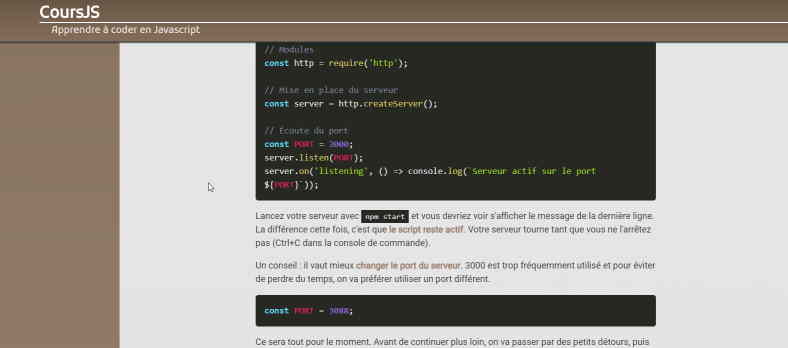 CoursJS
Apprendre à coder en Javascript
// Modules
const http = require('http');
// Mise en place du serveur
const server = http.createServer();
// Écoute du port
const PORT = 3000;
server.listen(PORT);
server.on('listening', () => console.log(`Serveur actif sur le port
${PORT}`));
Lancez votre serveur avec npm start et vous devriez voir s'afficher le message de la dernière ligne.
La différence cette fois, c'est que le script reste actif. Votre serveur tourne tant que vous ne l'arrêtez
pas (Ctrl+C dans la console de commande).
Un conseil : il vaut mieux changer le port du serveur. 3000 est trop fréquemment utilisé et pour éviter
de perdre du temps, on va préférer utiliser un port différent.
const PORT = 3088;
Ce sera tout pour le moment. Avant de continuer plus loin, on va passer par des petits détours, puis